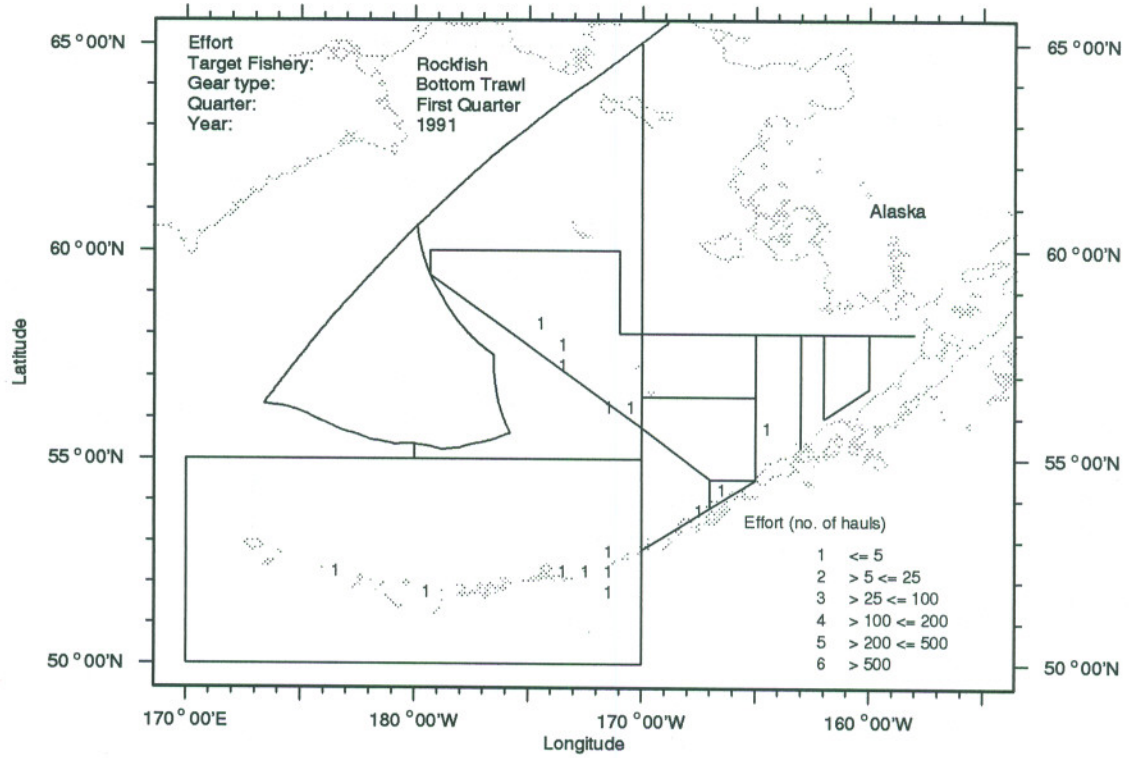 Effort
Target Fishery: Rockfish
Gear type: Bottom Trawl
Quarter: First Quarter
Year: 1991
65 °00'N
65 °00'N
Alaska
60 °00'N
60 °00'N
1
1
1
Latitude
1 1
1
55 °00'N
55 °00'N
1
1
Effort (no. of hauls)
1
1 1 1 1 1
1 1
1 <= 5
2 > 5 <= 25
3 > 25 <= 100
4 > 100 <= 200
5 > 200 <= 500
6 > 500
50 °00'N
50 °00'N
170 °00'E 180 °00'W 170 °00'W 160 °00'W
Longitude